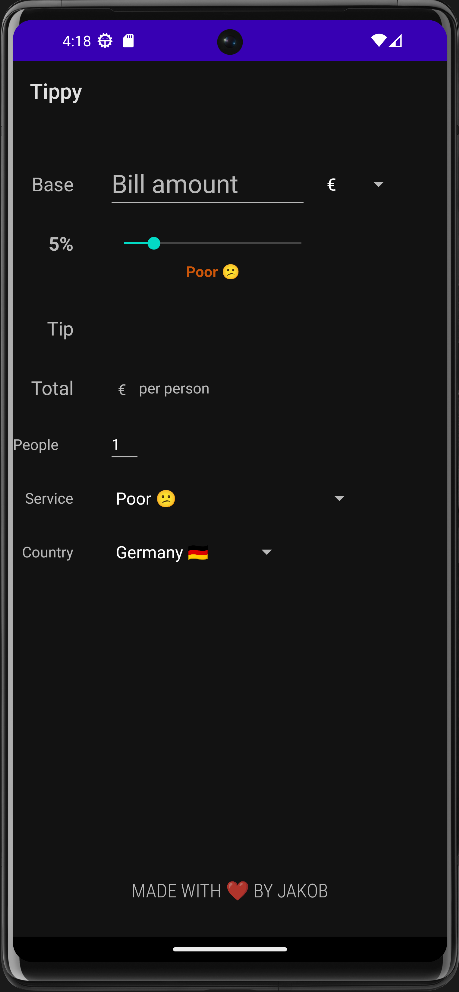 4:18
Tippy
Base Bill amount €
5%
Poor 😕
Tip
Total € per person
People 1
Service Poor 😕
Country Germany 🇩🇪
MADE WITH ❤️ BY JAKOB